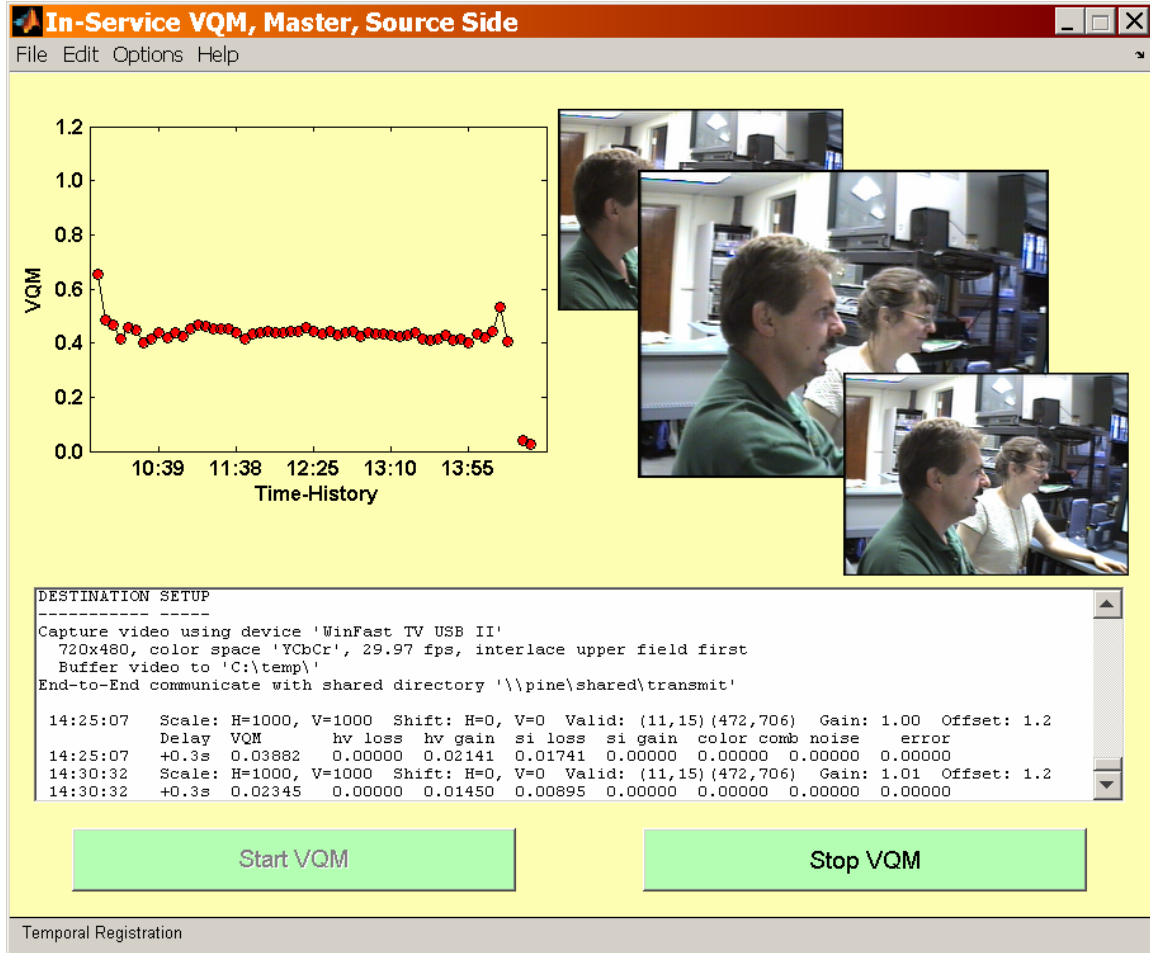 In-Service VQM, Master, Source Side
File Edit Options Help
1.2
1.0
0.8
0.6
0.4
0.2
0.0
VQM
10:39 11:38 12:25 13:10 13:55
Time-History
DESTINATION SETUP
----------- -----
Capture video using device 'WinFast TV USB II'
720x480, color space 'YCbCr', 29.97 fps, interlace upper field first
Buffer video to 'C:\temp\'
End-to-End communicate with shared directory '\\pine\shared\transmit'
14:25:07 Scale: H=1000, V=1000 Shift: H=0, V=0 Valid: (11,15)(472,706) Gain: 1.00 Offset: 1.2
Delay VQM hv loss hv gain si loss si gain color comb noise error
14:25:07 +0.3s 0.03882 0.00000 0.02141 0.01741 0.00000 0.00000 0.00000 0.00000
14:30:32 Scale: H=1000, V=1000 Shift: H=0, V=0 Valid: (11,15)(472,706) Gain: 1.01 Offset: 1.2
14:30:32 +0.3s 0.02345 0.00000 0.01450 0.00895 0.00000 0.00000 0.00000 0.00000
Start VQM
Stop VQM
Temporal Registration